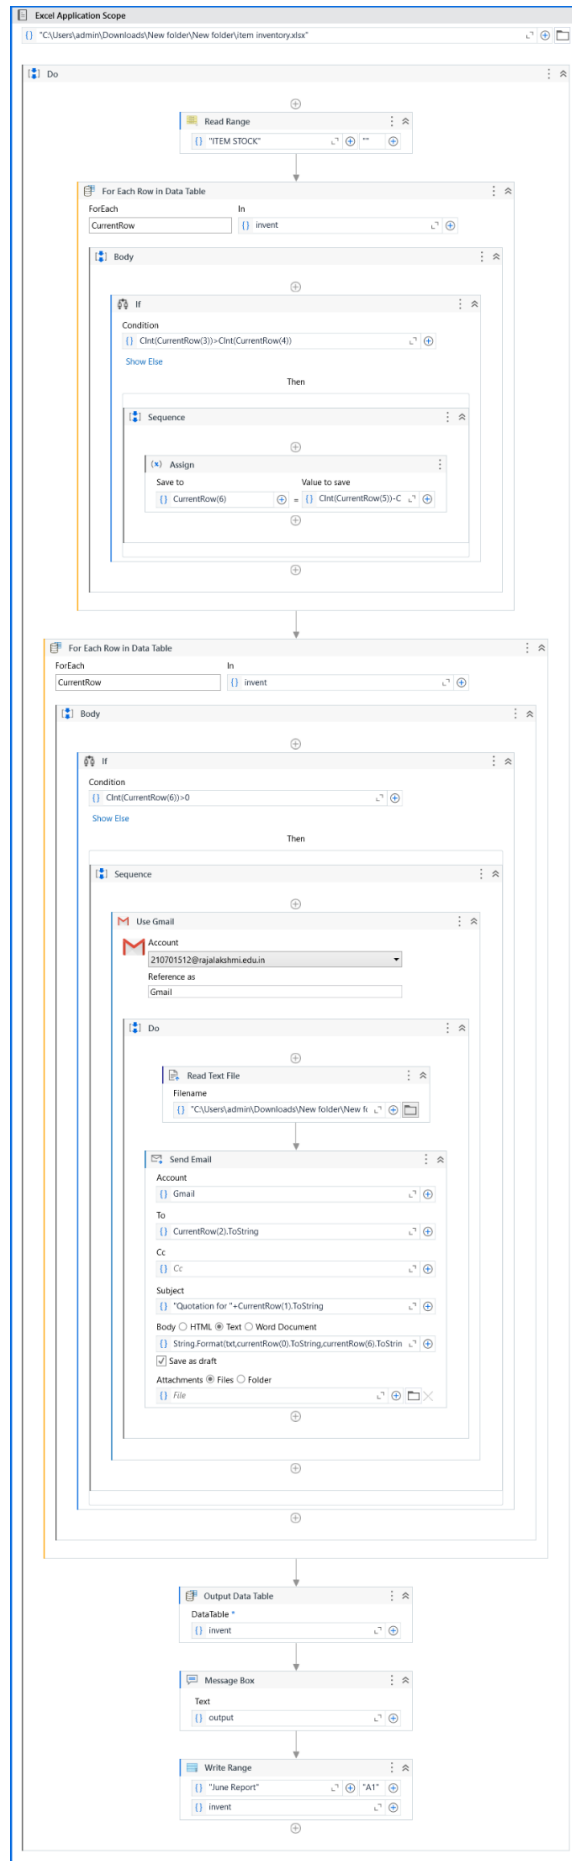 Excel Application Scope
"C:\Users\admin\Downloads\New folder\New folder\item inventory.xlsx"
Do
Read Range
"ITEM STOCK" ""
For Each Row in Data Table
ForEach In
CurrentRow invent
Body
If
Condition
CInt(CurrentRow(3))>CInt(CurrentRow(4))
Show Else
Then
Sequence
Assign
Save to Value to save
CurrentRow(6) = CInt(CurrentRow(5))-C
For Each Row in Data Table
ForEach In
CurrentRow invent
Body
If
Condition
CInt(CurrentRow(6))>0
Show Else
Then
Sequence
Use Gmail
Account
210701512@rajalakshmi.edu.in
Reference as
Gmail
Do
Read Text File
Filename
"C:\Users\admin\Downloads\New folder\New fo
Send Email
Account
Gmail
To
CurrentRow(2).ToString
Cc
Cc
Subject
"Quotation for "+CurrentRow(1).ToString
Body HTML Text Word Document
String.Format(txt,currentRow(0).ToString,currentRow(6).ToStrin
Save as draft
Attachments Files Folder
File
Output Data Table
DataTable *
invent
Message Box
Text
output
Write Range
"June Report" "A1"
invent